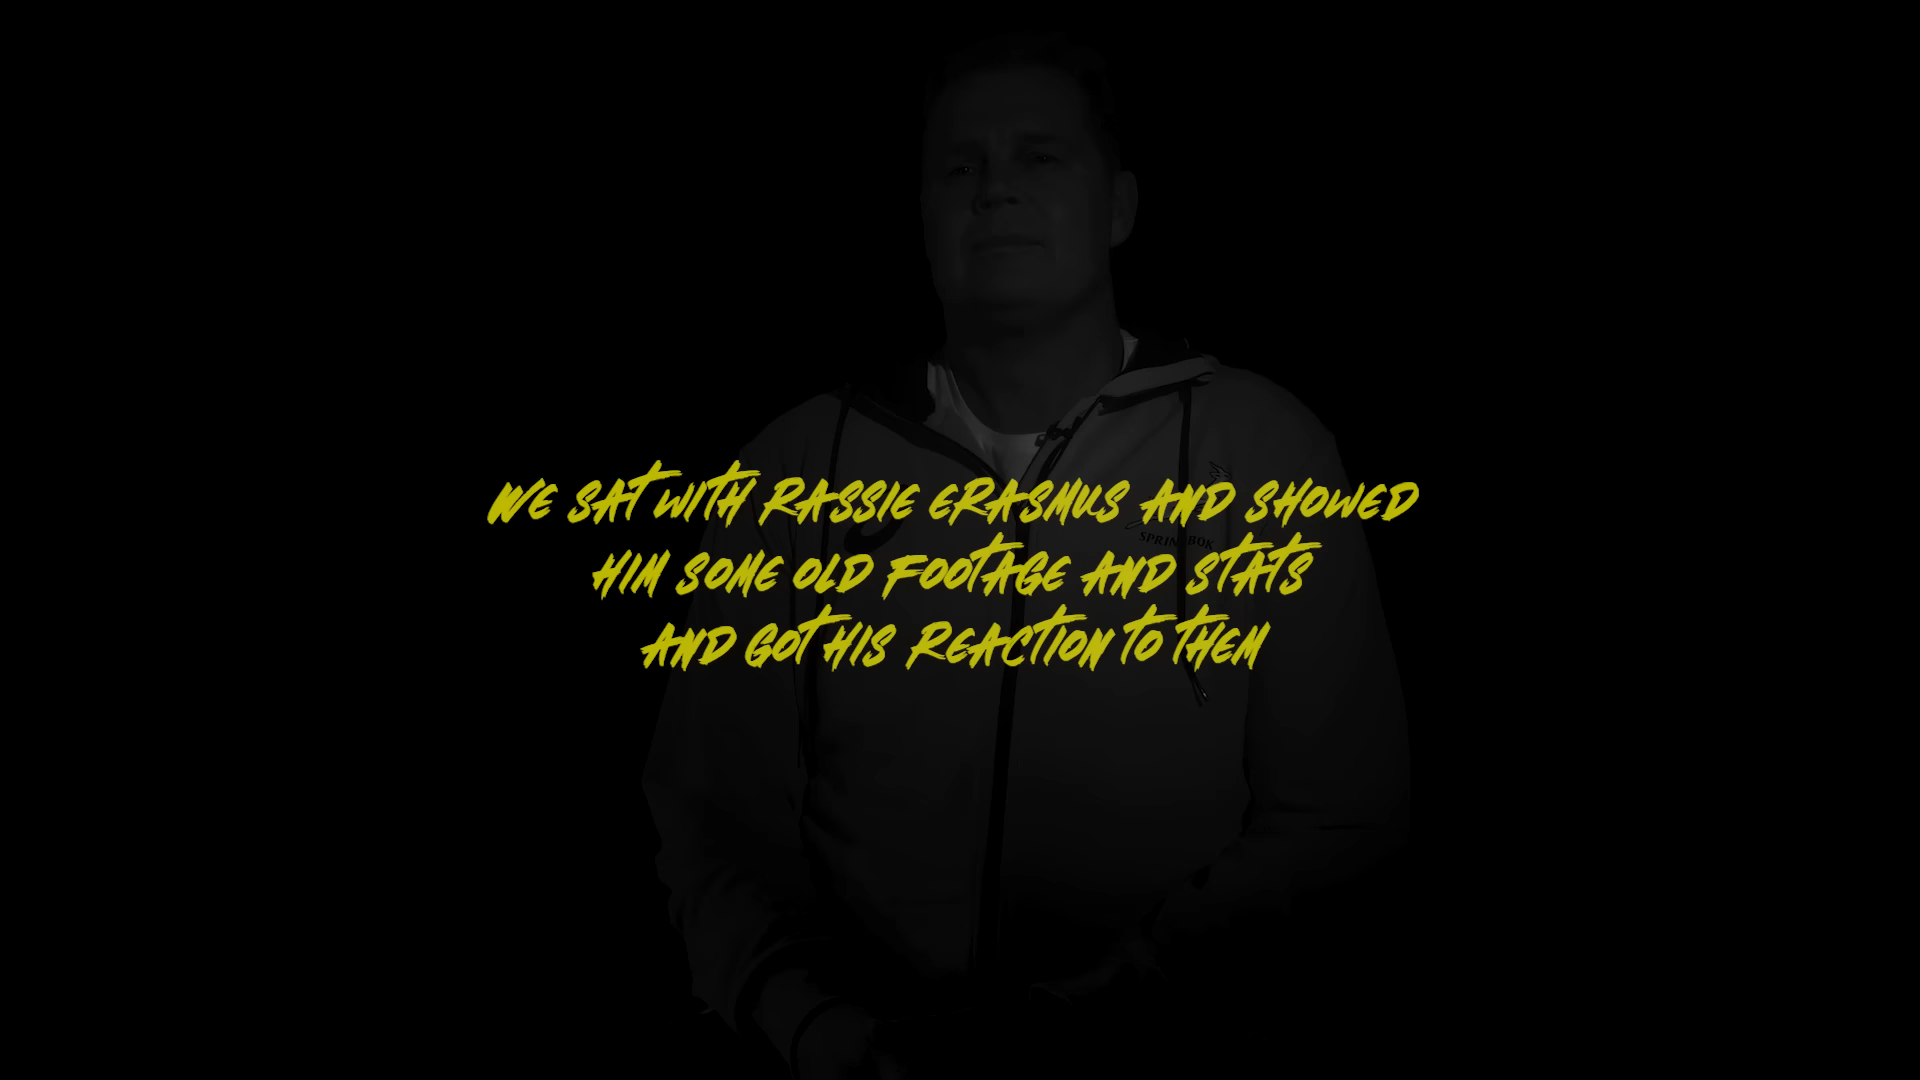 WE SAT WITH RASSIE ERASMUS AND SHOWED
HIM SOME OLD FOOTAGE AND STATS
AND GOT HIS REACTION TO THEM
SPRINGBOK